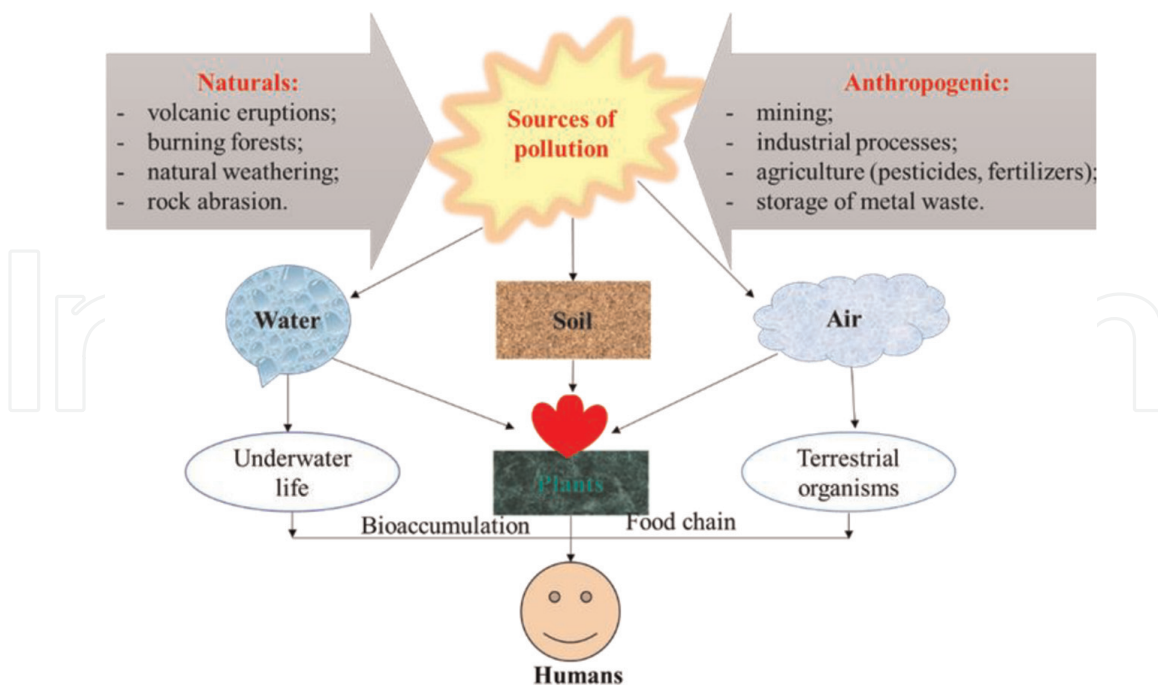 Naturals:
- volcanic eruptions;
- burning forests;
- natural weathering;
- rock abrasion.
Sources of
pollution
Anthropogenic:
- mining;
- industrial processes;
- agriculture (pesticides, fertilizers);
- storage of metal waste.
Water
Soil
Air
Underwater
life
Plants
Terrestrial
organisms
Bioaccumulation
Food chain
Humans